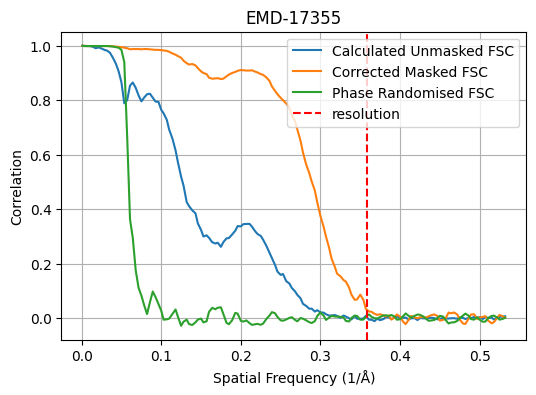 EMD-17355
1.0
0.8
0.6
0.4
0.2
0.0
Correlation
Calculated Unmasked FSC
Corrected Masked FSC
Phase Randomised FSC
resolution
0.0 0.1 0.2 0.3 0.4 0.5
Spatial Frequency (1/Å)